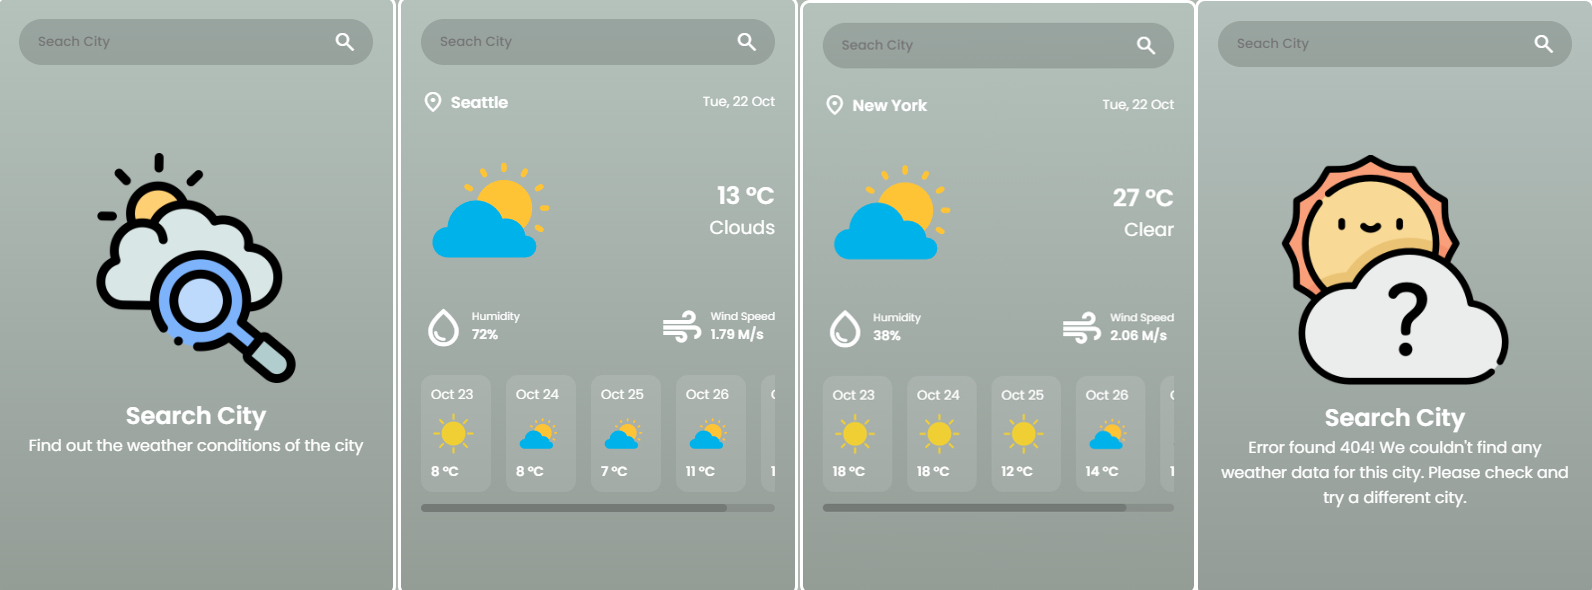 Seach City
Search City
Find out the weather conditions of the city
Seach City
Seattle
Tue, 22 Oct
13 °C
Clouds
Humidity
72%
Wind Speed
1.79 M/s
Oct 23
Oct 24
Oct 25
Oct 26
8 °C
8 °C
7 °C
11 °C
Seach City
New York
Tue, 22 Oct
27 °C
Clear
Humidity
38%
Wind Speed
2.06 M/s
Oct 23
Oct 24
Oct 25
Oct 26
18 °C
18 °C
12 °C
14 °C
Seach City
?
Search City
Error found 404! We couldn't find any
weather data for this city. Please check and
try a different city.